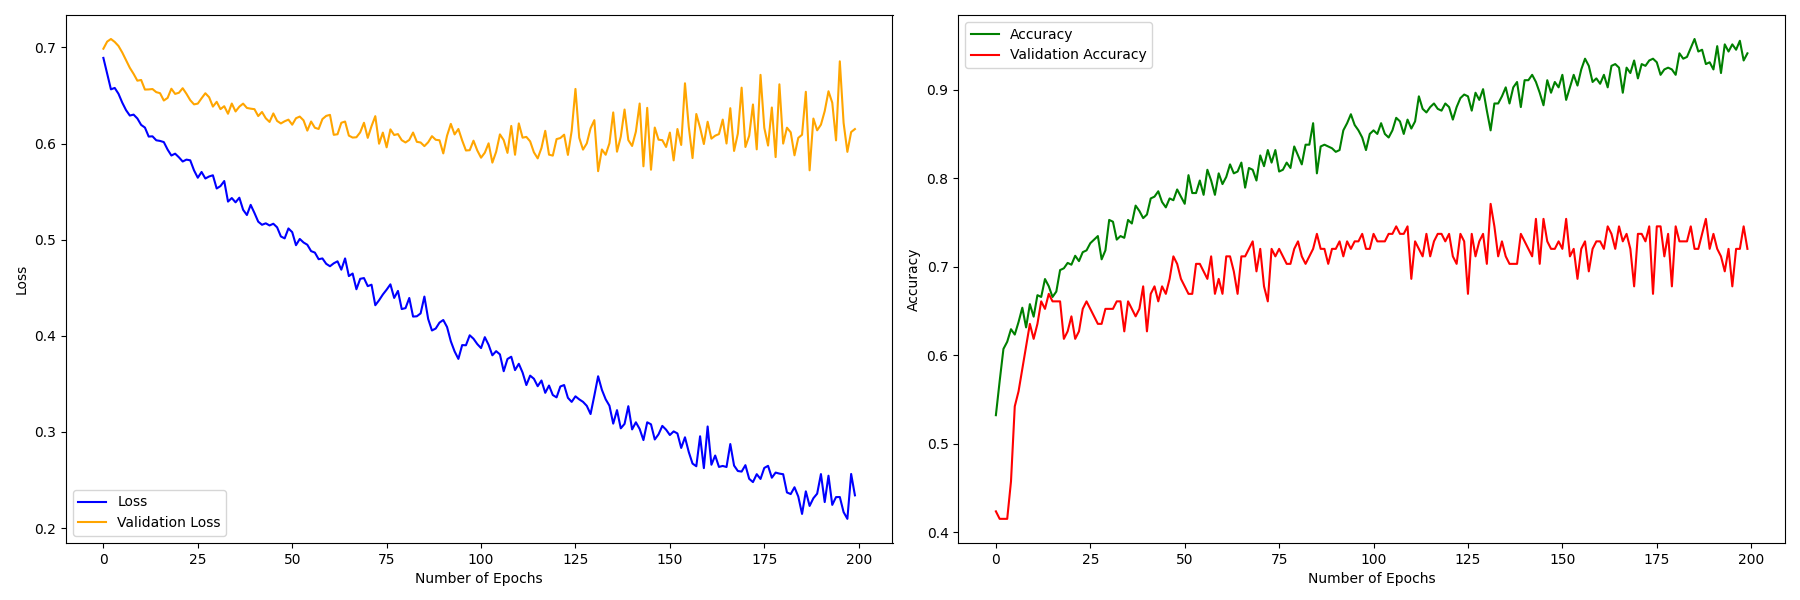 0.7
0.6
0.5
0.4
0.3
0.2
Loss
Loss
Validation Loss
0 25 50 75 100 125 150 175 200
Number of Epochs
Accuracy
Validation Accuracy
0.9
0.8
0.7
0.6
0.5
0.4
Accuracy
0 25 50 75 100 125 150 175 200
Number of Epochs